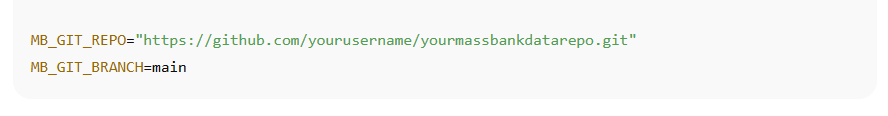 MB_GIT_REPO="https://github.com/yourusername/yourmassbankdatarepo.git"
MB_GIT_BRANCH=main